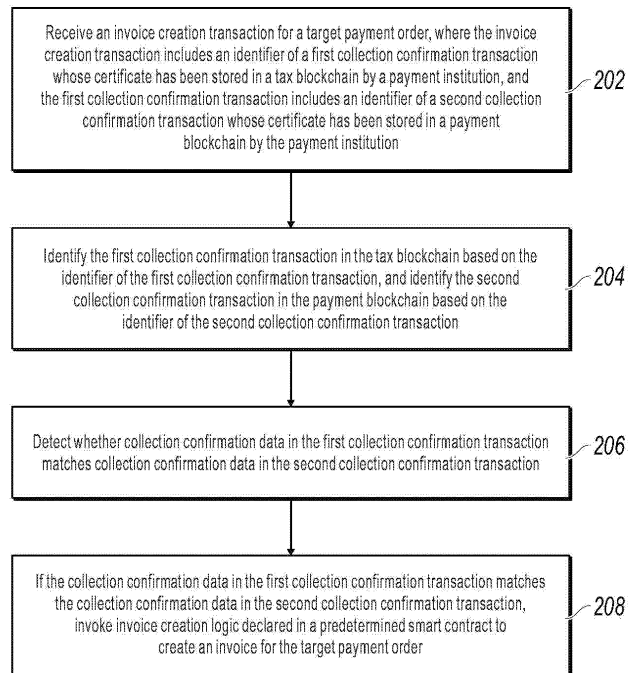 Receive an invoice creation transaction for a target payment order, where the invoice
creation transaction includes an identifier of a first collection confirmation transaction
whose certificate has been stored in a tax blockchain by a payment institution, and
the first collection confirmation transaction includes an identifier of a second collection
confirmation transaction whose certificate has been stored in a payment
blockchain by the payment institution
202
Identify the first collection confirmation transaction in the tax blockchain based on the
identifier of the first collection confirmation transaction, and identify the second
collection confirmation transaction in the payment blockchain based on the
identifier of the second collection confirmation transaction
204
Detect whether collection confirmation data in the first collection confirmation transaction
matches collection confirmation data in the second collection confirmation transaction
206
If the collection confirmation data in the first collection confirmation transaction matches
the collection confirmation data in the second collection confirmation transaction,
invoke invoice creation logic declared in a predetermined smart contract to
create an invoice for the target payment order
208